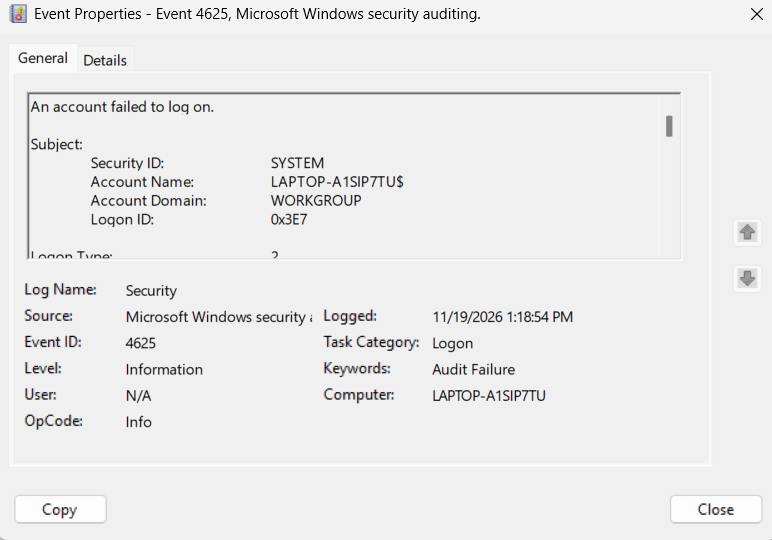 Event Properties - Event 4625, Microsoft Windows security auditing.
General Details
An account failed to log on.
Subject:
Security ID: SYSTEM
Account Name: LAPTOP-A1SIP7TU$
Account Domain: WORKGROUP
Logon ID: 0x3E7
Logon Type: 2
Log Name: Security
Source: Microsoft Windows security Logged: 11/19/2026 1:18:54 PM
Event ID: 4625 Task Category: Logon
Level: Information Keywords: Audit Failure
User: N/A Computer: LAPTOP-A1SIP7TU
OpCode: Info
Copy Close